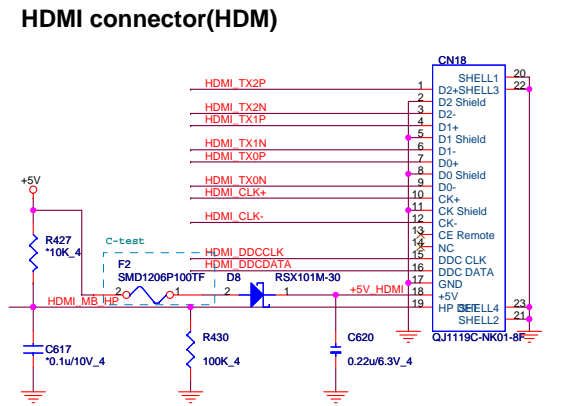 HDMI connector(HDM)
CN18
SHELL1 20
HDMI_TX2P 1 D2+ SHELL3 22
2 D2 Shield
HDMI_TX2N 3 D2-
HDMI_TX1P 4 D1+
5 D1 Shield
HDMI_TX1N 6 D1-
HDMI_TX0P 7 D0+
8 D0 Shield
HDMI_TX0N 9 D0-
HDMI_CLK+ 10 CK+
11 CK Shield
HDMI_CLK- 12 CK-
13 CE Remote
14 NC
HDMI_DDCCLK 15 DDC CLK
HDMI_DDCDATA 16 DDC DATA
17 GND
+5V_HDMI 18 +5V
19 HP DET SHELL4 23
SHELL2 21
QJ1119C-NK01-8F
+5V
R427
*10K_4
C-test
F2
SMD1206P100TF
2 1
D8 RSX101M-30
2 1
HDMI_MB_HP
C617
*0.1u/10V_4
R430
100K_4
C620
0.22u/6.3V_4